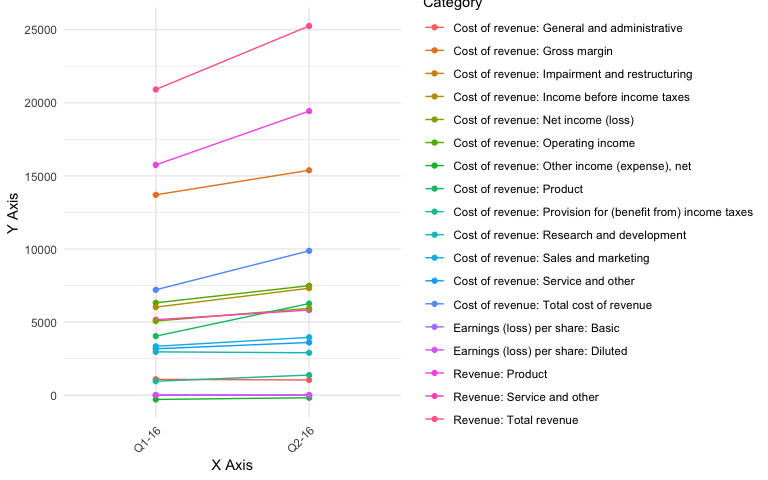 Category
25000
20000
15000
10000
5000
0
Y Axis
Q1-16
Q2-16
X Axis
Cost of revenue: General and administrative
Cost of revenue: Gross margin
Cost of revenue: Impairment and restructuring
Cost of revenue: Income before income taxes
Cost of revenue: Net income (loss)
Cost of revenue: Operating income
Cost of revenue: Other income (expense), net
Cost of revenue: Product
Cost of revenue: Provision for (benefit from) income taxes
Cost of revenue: Research and development
Cost of revenue: Sales and marketing
Cost of revenue: Service and other
Cost of revenue: Total cost of revenue
Earnings (loss) per share: Basic
Earnings (loss) per share: Diluted
Revenue: Product
Revenue: Service and other
Revenue: Total revenue